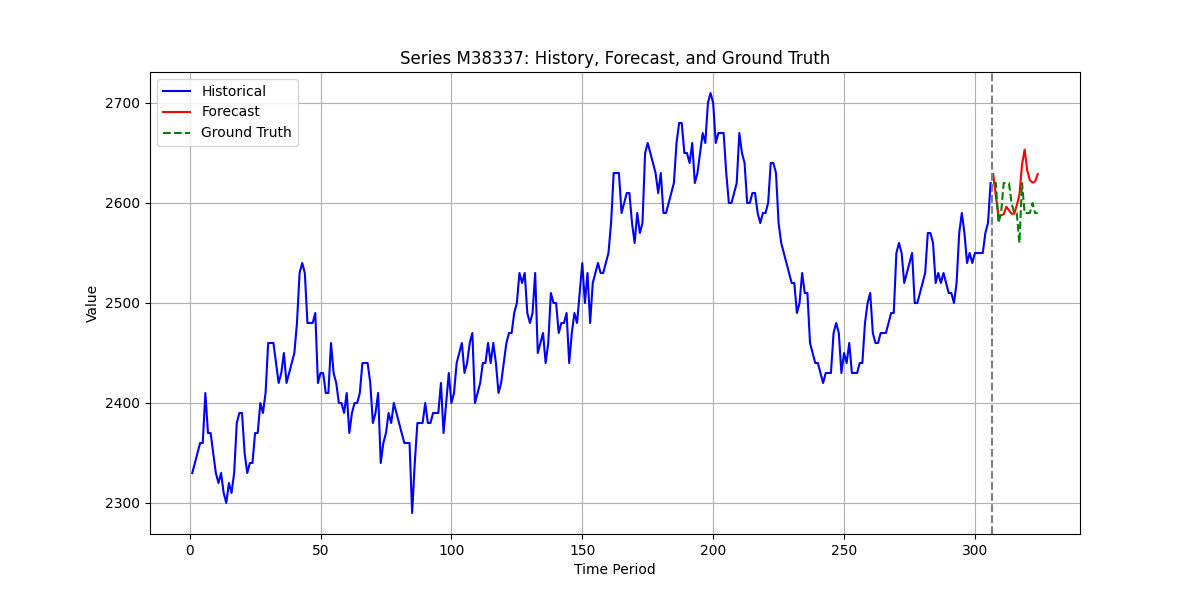 Series M38337: History, Forecast, and Ground Truth
Historical
Forecast
Ground Truth
2700
2600
2500
2400
2300
Value
0 50 100 150 200 250 300
Time Period